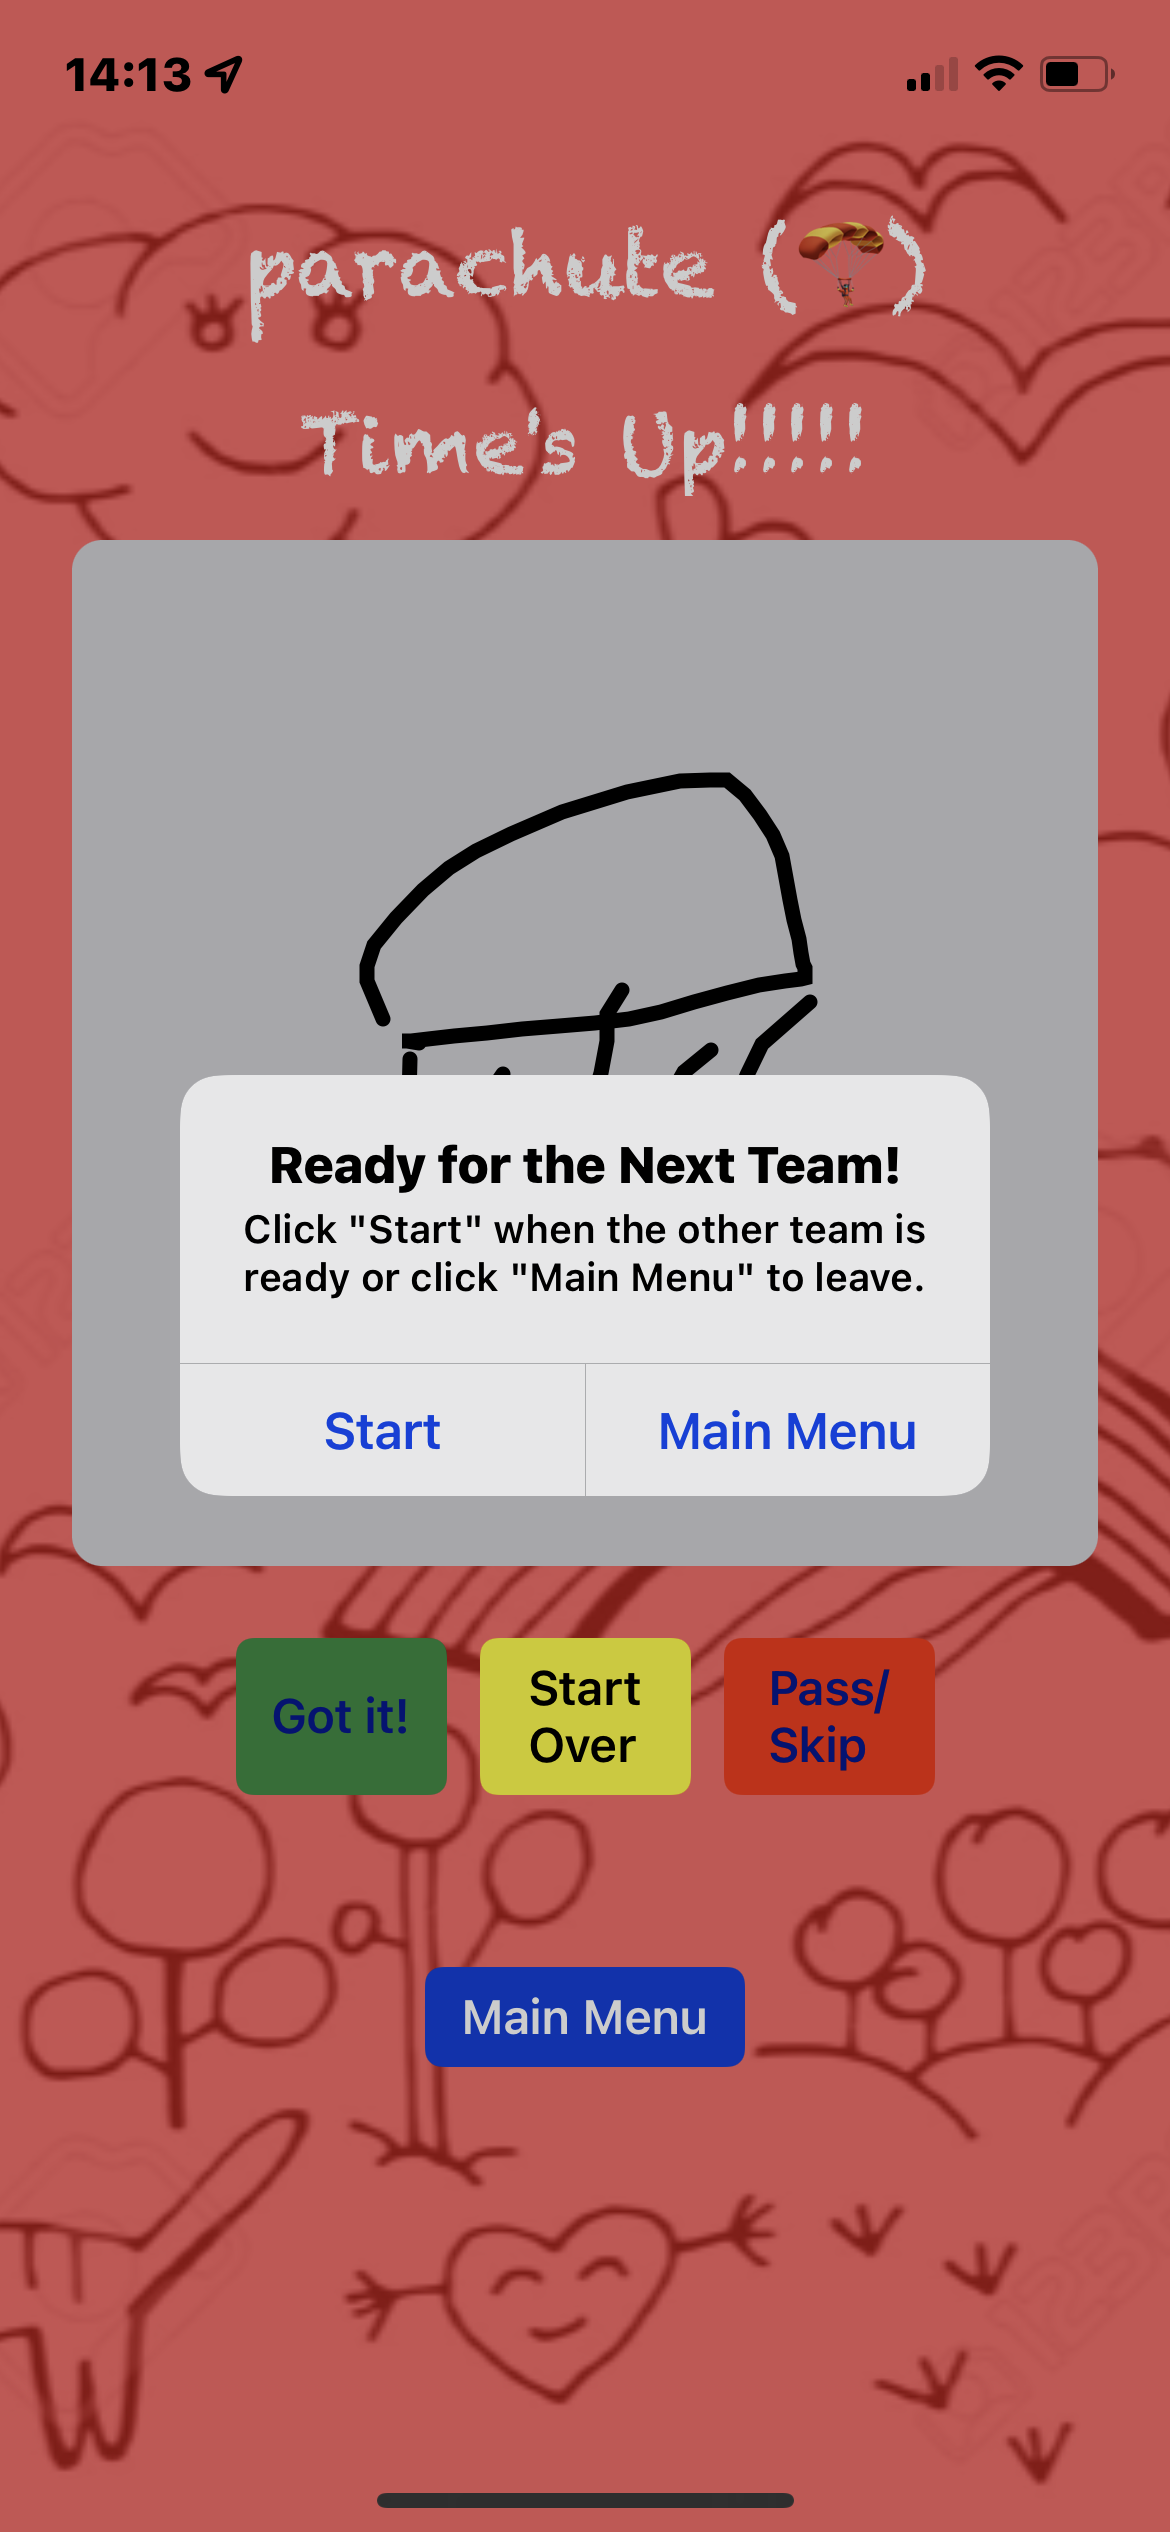 14:13
parachute (🪂)
Time's Up!!!!!
Ready for the Next Team!
Click "Start" when the other team is
ready or click "Main Menu" to leave.
Start Main Menu
Got it!
Start
Over
Pass/
Skip
Main Menu